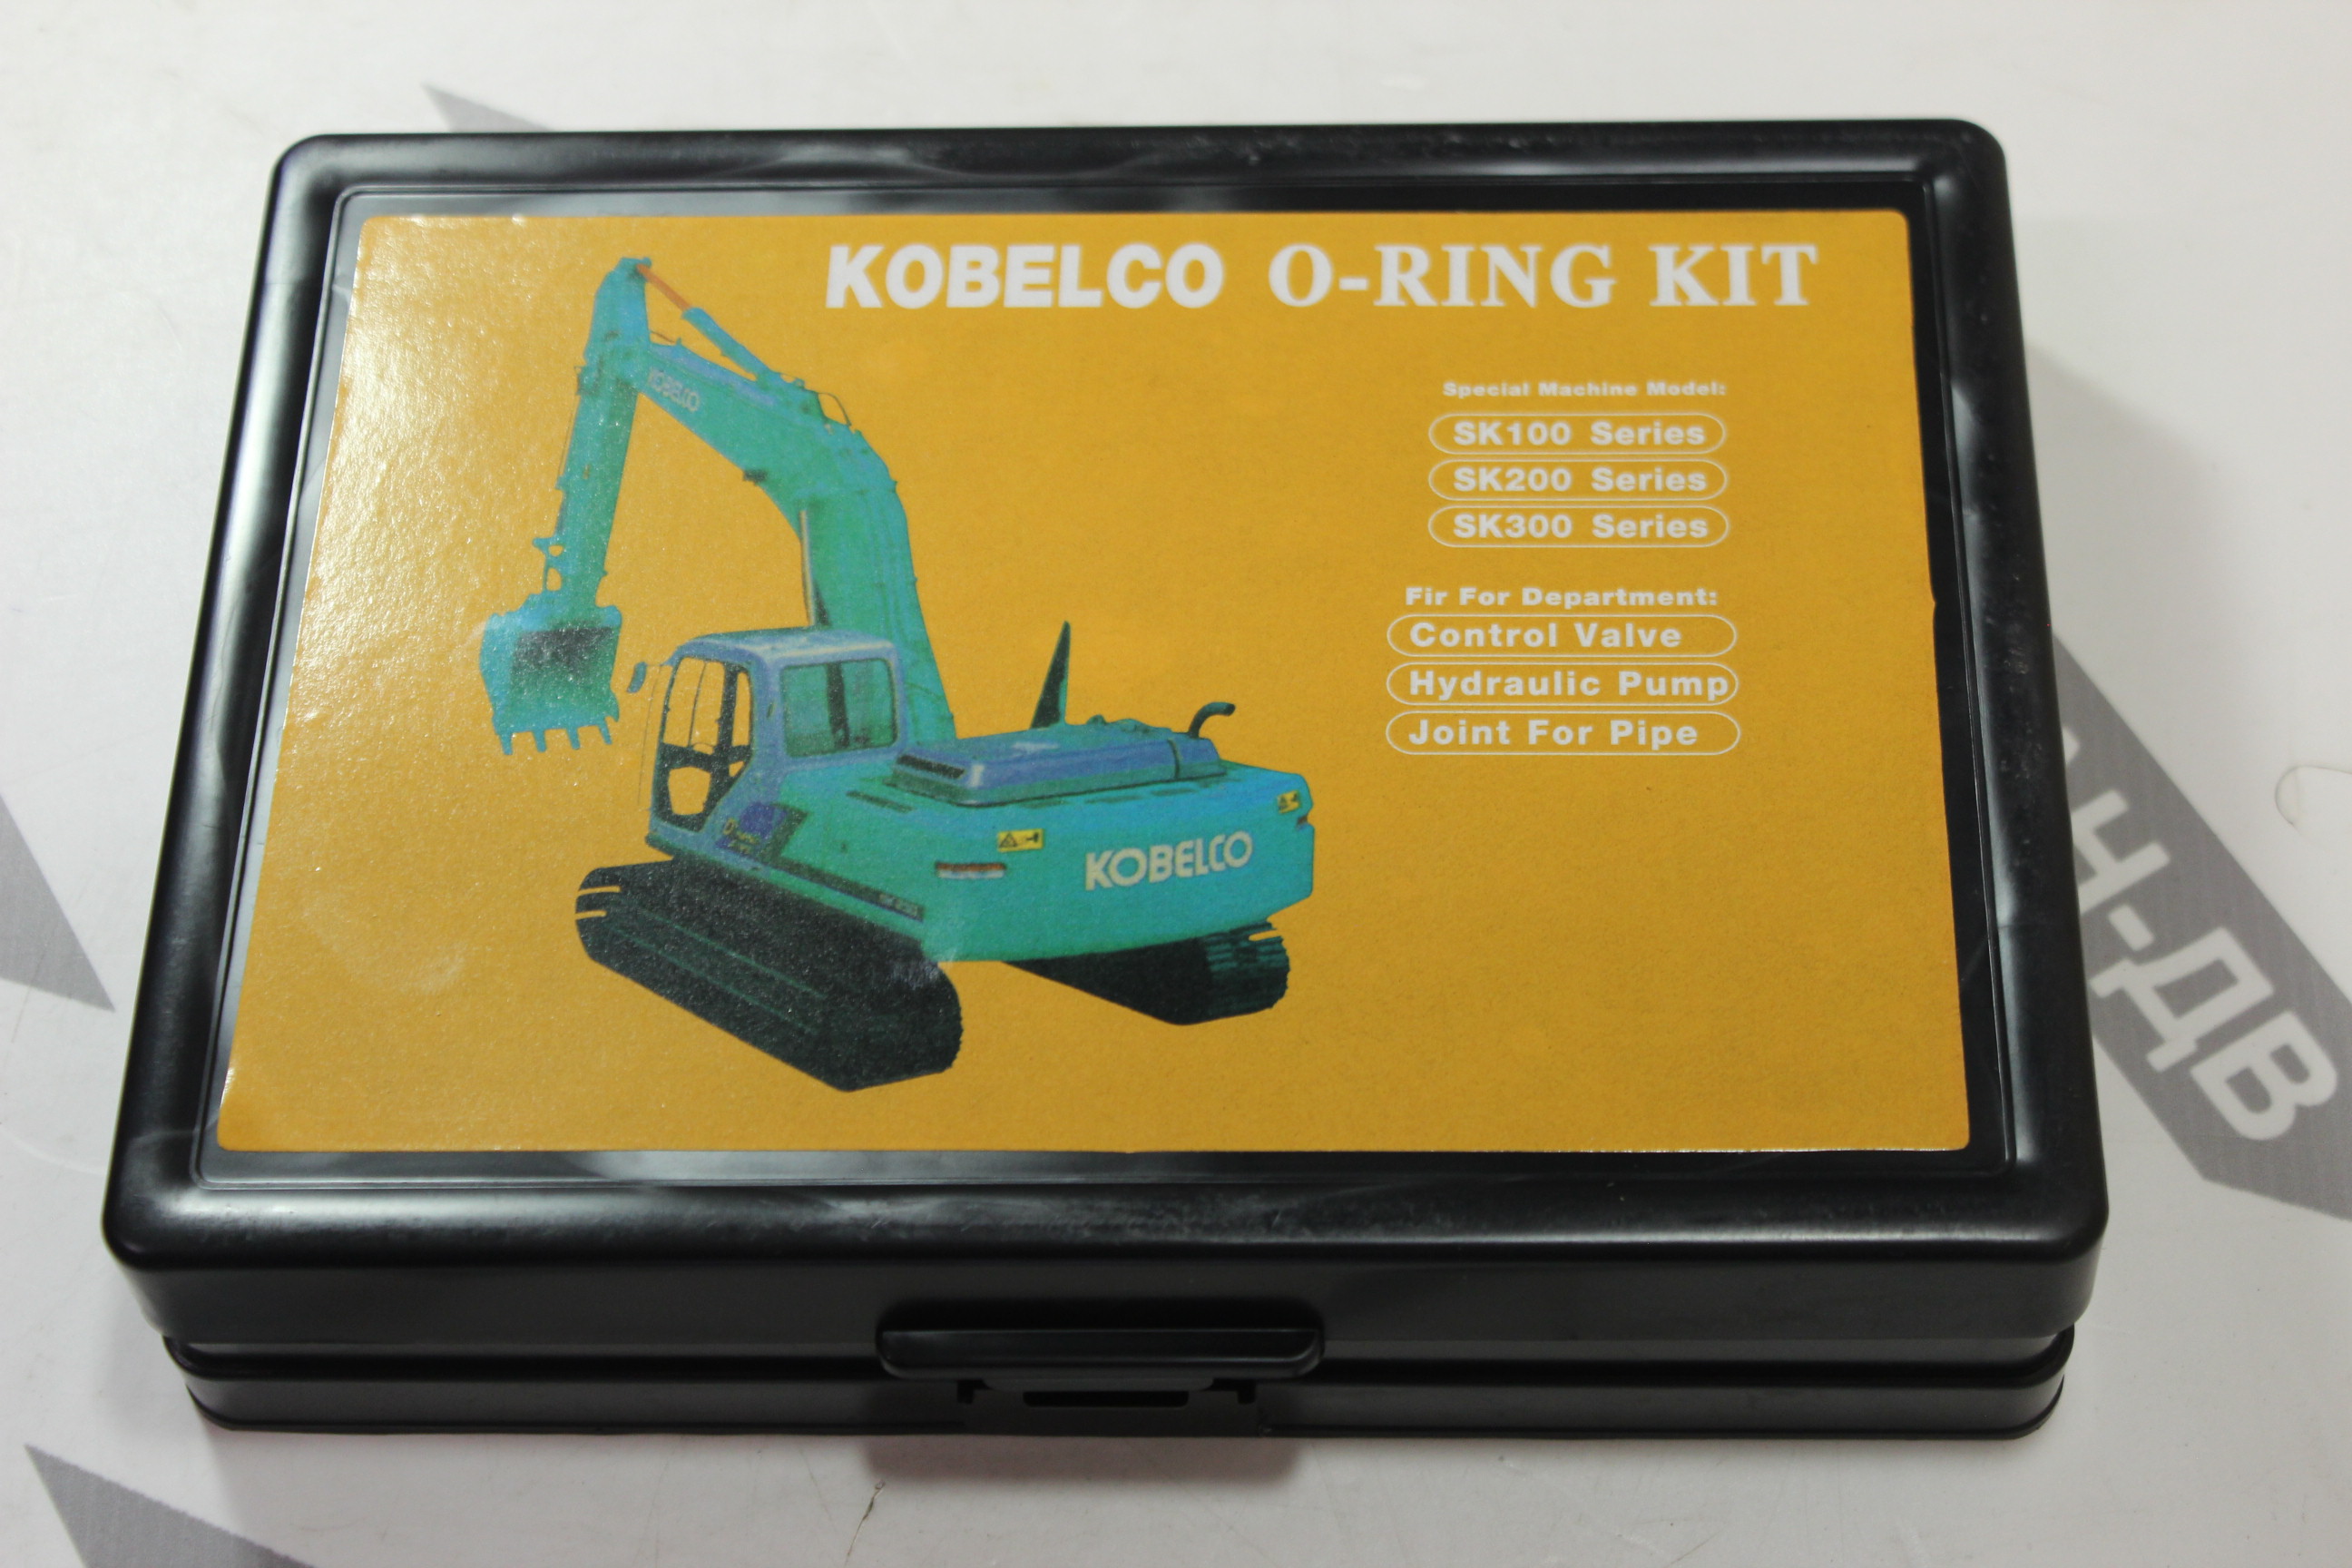 KOBELCO O-RING KIT
KOBELCO
Special Machine Model:
SK100 Series
SK200 Series
SK300 Series
Fir For Department:
Control Valve
Hydraulic Pump
Joint For Pipe
KOBELCO
Н-ДВ